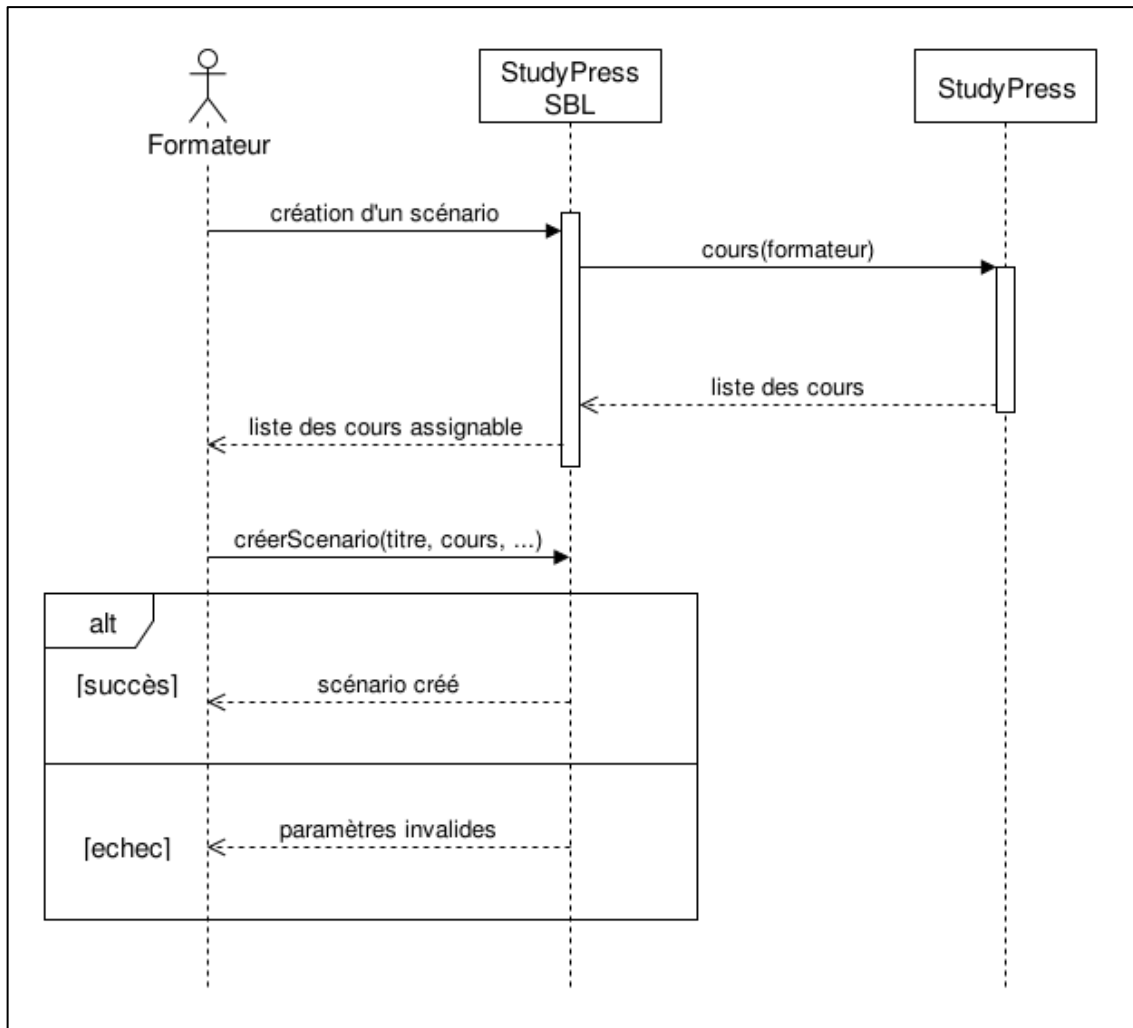 StudyPress
SBL
StudyPress
Formateur
création d'un scénario
cours(formateur)
liste des cours
liste des cours assignable
créerScenario(titre, cours, ...)
alt
[succès]
scénario créé
[echec]
paramètres invalides